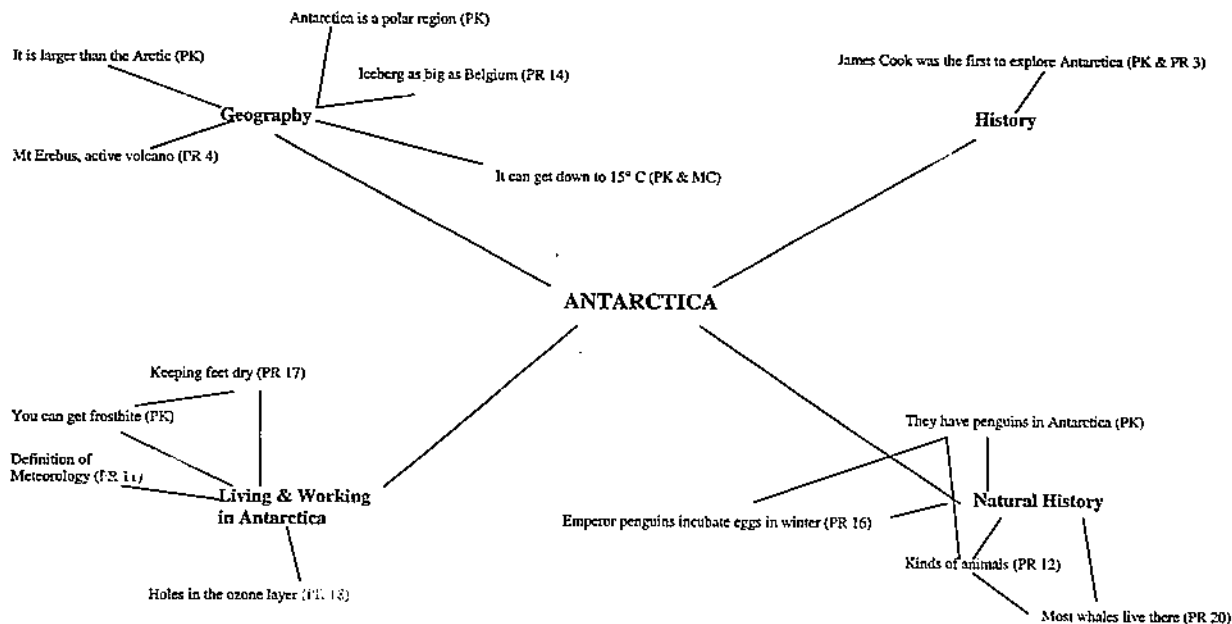 Antarctica is a polar region (PK)
It is larger than the Arctic (PK)
Iceberg as big as Belgium (PR 14)
Geography
Mt Erebus, active volcano (PR 4)
It can get down to 15° C (PK & MC)
James Cook was the first to explore Antarctica (PK & PR 3)
History
ANTARCTICA
Keeping feet dry (PR 17)
You can get frostbite (PK)
Definition of
Meteorology (PR 11)
Living & Working
in Antarctica
Holes in the ozone layer
They have penguins in Antarctica (PK)
Natural History
Emperor penguins incubate eggs in winter (PR 16)
Kinds of animals (PR 12)
Most whales live there (PR 20)